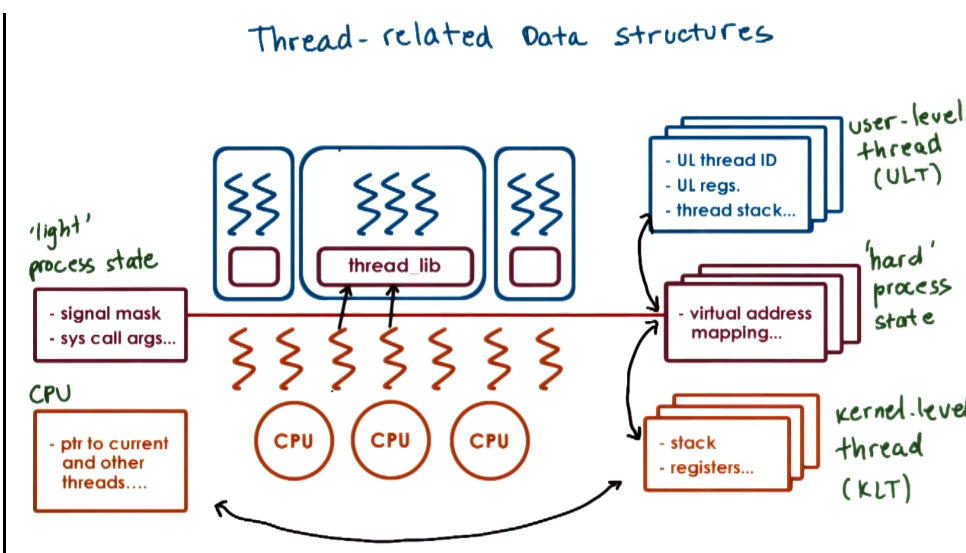 Thread-related Data structures
user-level
thread
(ULT)
- UL thread ID
- UL regs.
- thread stack...
'light'
process state
thread_lib
'hard'
process
state
- signal mask
- sys call args...
- virtual address
mapping...
CPU
- ptr to current
and other
threads....
CPU
CPU
CPU
- stack
- registers...
kernel-level
thread
(KLT)